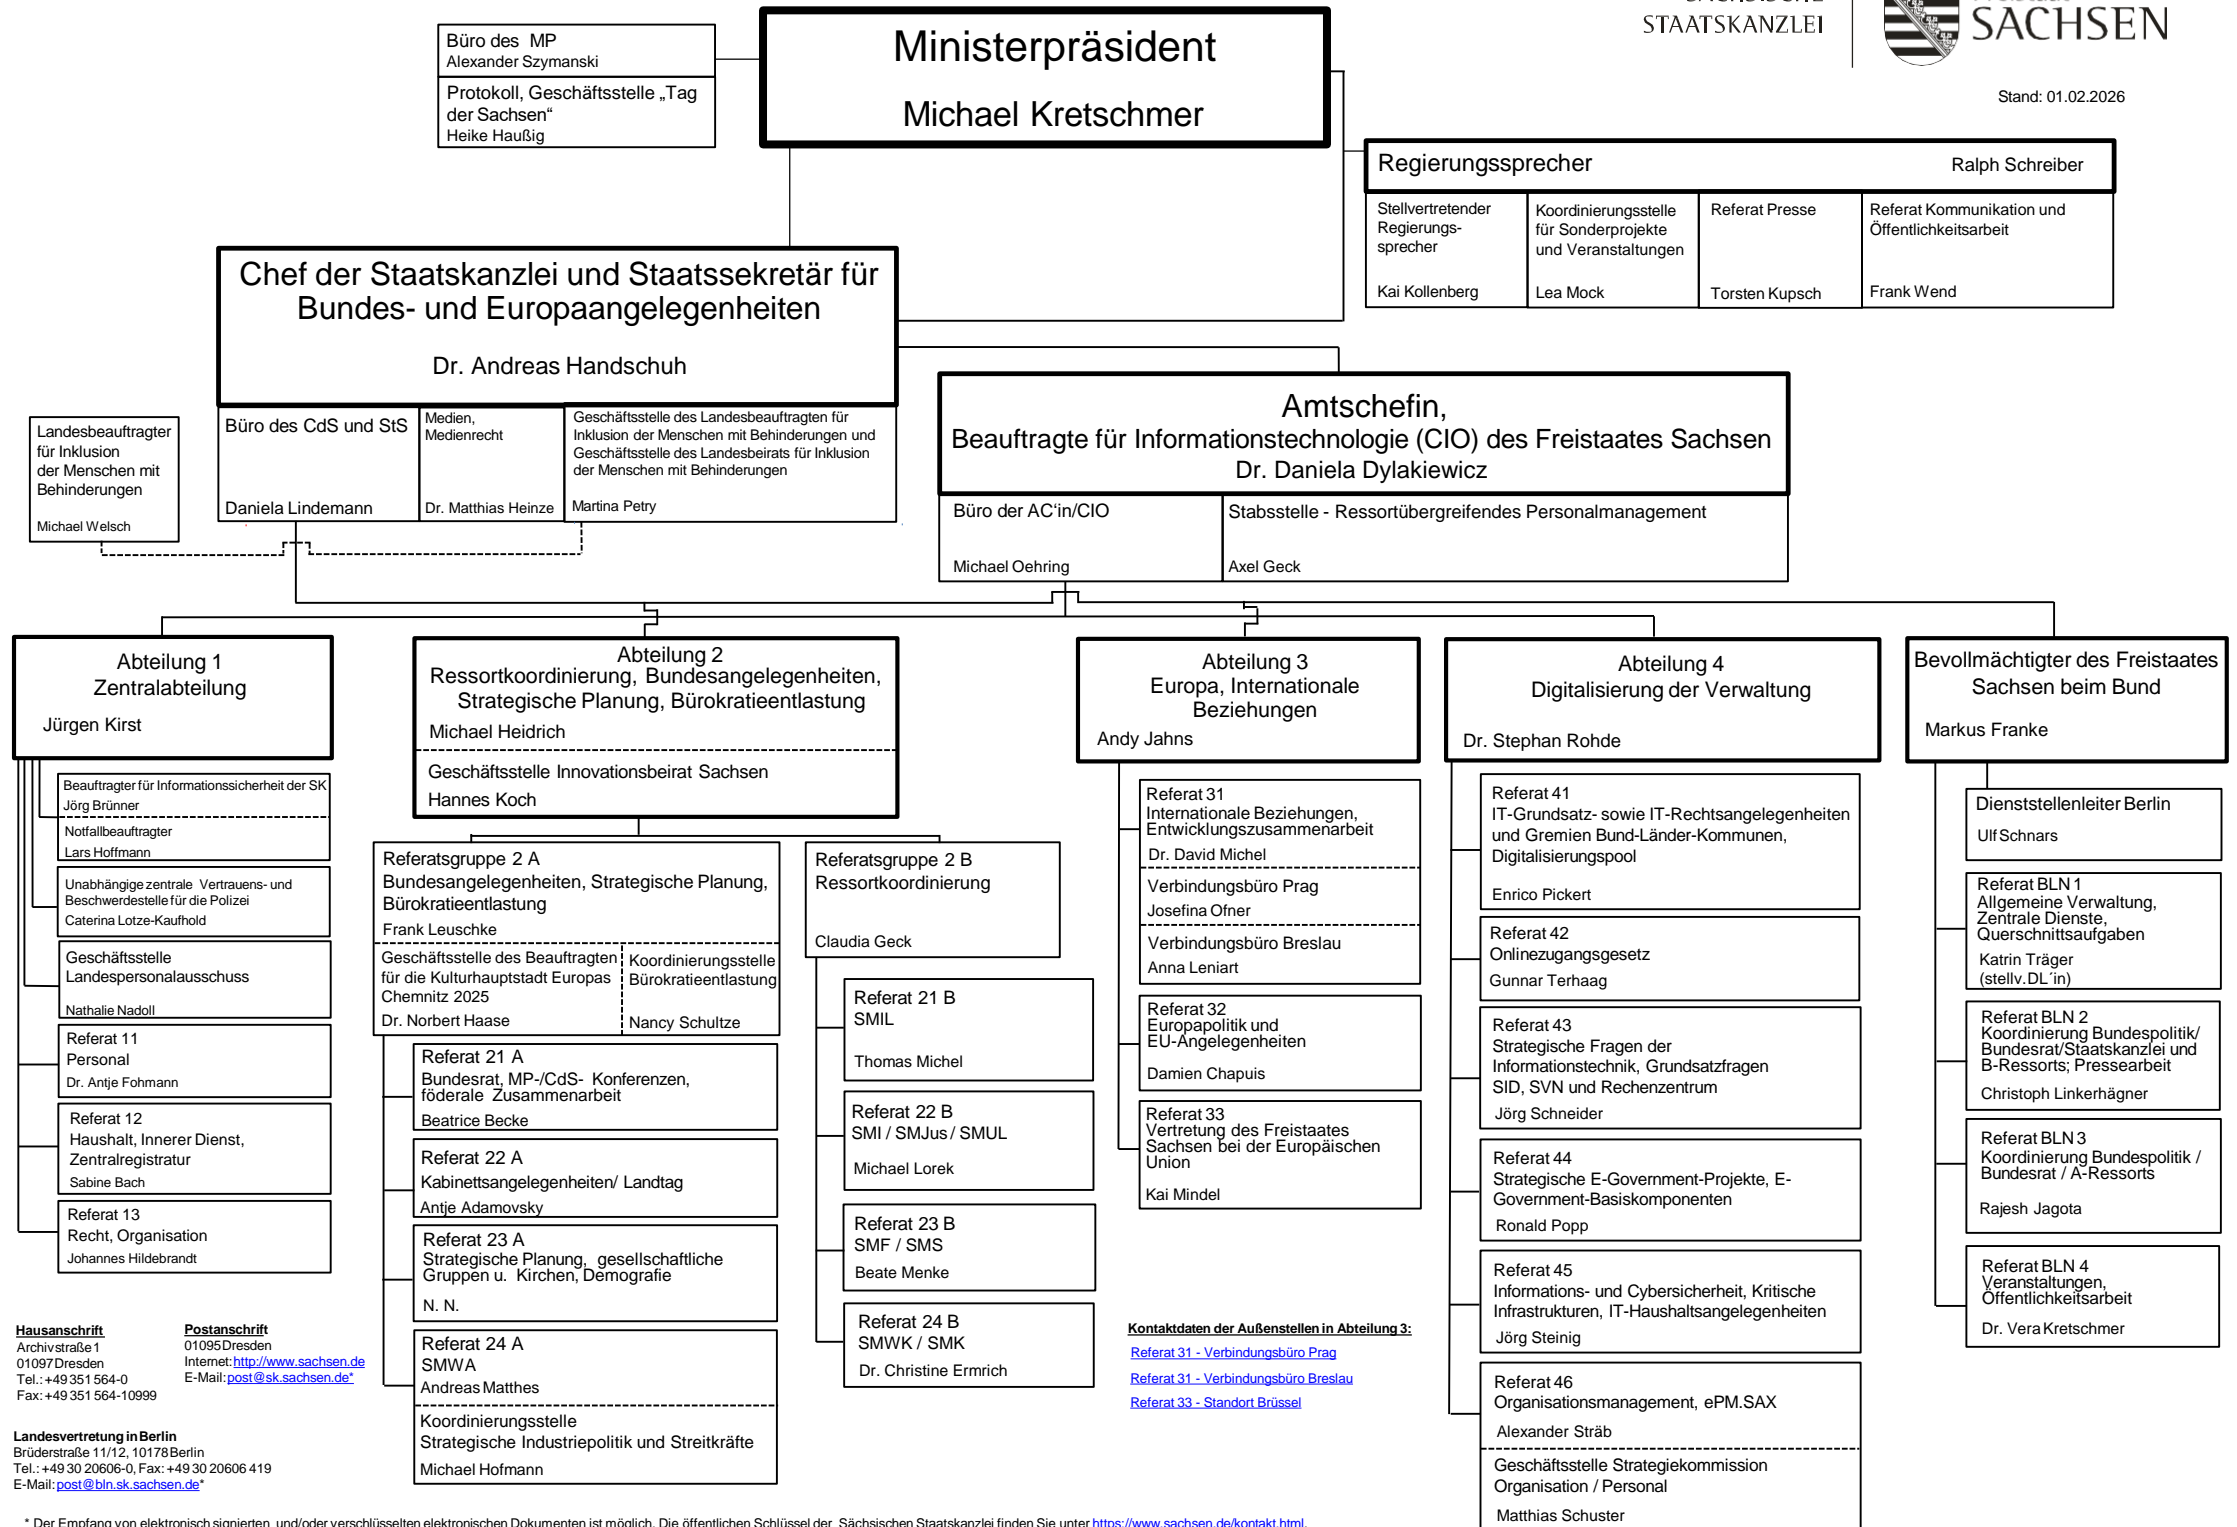 STAATSKANZLEI
SACHSEN
Stand: 01.02.2026
Büro des MP
Alexander Szymanski
Protokoll, Geschäftsstelle „Tag
der Sachsen“
Heike Haußig
Ministerpräsident
Michael Kretschmer
Regierungssprecher Ralph Schreiber
Stellvertretender
Regierungs-
sprecher
Kai Kollenberg
Koordinierungsstelle
für Sonderprojekte
und Veranstaltungen
Lea Mock
Referat Presse
Torsten Kupsch
Referat Kommunikation und
Öffentlichkeitsarbeit
Frank Wend
Chef der Staatskanzlei und Staatssekretär für
Bundes- und Europaangelegenheiten
Dr. Andreas Handschuh
Landesbeauftragter
für Inklusion
der Menschen mit
Behinderungen
Michael Welsch
Büro des CdS und StS
Daniela Lindemann
Medien,
Medienrecht
Dr. Matthias Heinze
Geschäftsstelle des Landesbeauftragten für
Inklusion der Menschen mit Behinderungen und
Geschäftsstelle des Landesbeirats für Inklusion
der Menschen mit Behinderungen
Martina Petry
Amtschefin,
Beauftragte für Informationstechnologie (CIO) des Freistaates Sachsen
Dr. Daniela Dylakiewicz
Büro der AC‘in/CIO
Michael Oehring
Stabsstelle - Ressortübergreifendes Personalmanagement
Axel Geck
Abteilung 1
Zentralabteilung
Jürgen Kirst
Beauftragter für Informationssicherheit der SK
Jörg Brünner
Notfallbeauftragter
Lars Hoffmann
Unabhängige zentrale Vertrauens- und
Beschwerdestelle für die Polizei
Caterina Lotze-Kaufhold
Geschäftsstelle
Landespersonalausschuss
Nathalie Nadoll
Referat 11
Personal
Dr. Antje Fohmann
Referat 12
Haushalt, Innerer Dienst,
Zentralregistratur
Sabine Bach
Referat 13
Recht, Organisation
Johannes Hildebrandt
Abteilung 2
Ressortkoordinierung, Bundesangelegenheiten,
Strategische Planung, Bürokratieentlastung
Michael Heidrich
Geschäftsstelle Innovationsbeirat Sachsen
Hannes Koch
Referatsgruppe 2 A
Bundesangelegenheiten, Strategische Planung,
Bürokratieentlastung
Frank Leuschke
Geschäftsstelle des Beauftragten
für die Kulturhauptstadt Europas
Chemnitz 2025
Dr. Norbert Haase
Koordinierungsstelle
Bürokratieentlastung
Nancy Schultze
Referat 21 A
Bundesrat, MP-/CdS- Konferenzen,
föderale Zusammenarbeit
Beatrice Becke
Referat 22 A
Kabinettsangelegenheiten/ Landtag
Antje Adamovsky
Referat 23 A
Strategische Planung, gesellschaftliche
Gruppen u. Kirchen, Demografie
N. N.
Referat 24 A
SMWA
Andreas Matthes
Koordinierungsstelle
Strategische Industriepolitik und Streitkräfte
Michael Hofmann
Referatsgruppe 2 B
Ressortkoordinierung
Claudia Geck
Referat 21 B
SMIL
Thomas Michel
Referat 22 B
SMI / SMJus / SMUL
Michael Lorek
Referat 23 B
SMF / SMS
Beate Menke
Referat 24 B
SMWK / SMK
Dr. Christine Ermrich
Abteilung 3
Europa, Internationale
Beziehungen
Andy Jahns
Referat 31
Internationale Beziehungen,
Entwicklungszusammenarbeit
Dr. David Michel
Verbindungsbüro Prag
Josefina Ofner
Verbindungsbüro Breslau
Anna Leniart
Referat 32
Europapolitik und
EU-Angelegenheiten
Damien Chapuis
Referat 33
Vertretung des Freistaates
Sachsen bei der Europäischen
Union
Kai Mindel
Abteilung 4
Digitalisierung der Verwaltung
Dr. Stephan Rohde
Referat 41
IT-Grundsatz- sowie IT-Rechtsangelegenheiten
und Gremien Bund-Länder-Kommunen,
Digitalisierungspool
Enrico Pickert
Referat 42
Onlinezugangsgesetz
Gunnar Terhaag
Referat 43
Strategische Fragen der
Informationstechnik, Grundsatzfragen
SID, SVN und Rechenzentrum
Jörg Schneider
Referat 44
Strategische E-Government-Projekte, E-
Government-Basiskomponenten
Ronald Popp
Referat 45
Informations- und Cybersicherheit, Kritische
Infrastrukturen, IT-Haushaltsangelegenheiten
Jörg Steinig
Referat 46
Organisationsmanagement, ePM.SAX
Alexander Sträb
Geschäftsstelle Strategiekommission
Organisation / Personal
Matthias Schuster
Bevollmächtigter des Freistaates
Sachsen beim Bund
Markus Franke
Dienststellenleiter Berlin
Ulf Schnars
Referat BLN 1
Allgemeine Verwaltung,
Zentrale Dienste,
Querschnittsaufgaben
Katrin Träger
(stellv.DL´in)
Referat BLN 2
Koordinierung Bundespolitik/
Bundesrat/Staatskanzlei und
B-Ressorts; Pressearbeit
Christoph Linkerhägner
Referat BLN 3
Koordinierung Bundespolitik /
Bundesrat / A-Ressorts
Rajesh Jagota
Referat BLN 4
Veranstaltungen,
Öffentlichkeitsarbeit
Dr. Vera Kretschmer
Hausanschrift
Archivstraße 1
01097 Dresden
Tel.: +49 351 564-0
Fax: +49 351 564-10999
Postanschrift
01095 Dresden
Internet: http://www.sachsen.de
E-Mail: post@sk.sachsen.de*
Landesvertretung in Berlin
Brüderstraße 11/12, 10178 Berlin
Tel.: +49 30 20606-0, Fax: +49 30 20606 419
E-Mail: post@bln.sk.sachsen.de*
Kontaktdaten der Außenstellen in Abteilung 3:
Referat 31 - Verbindungsbüro Prag
Referat 31 - Verbindungsbüro Breslau
Referat 33 - Standort Brüssel
* Der Empfang von elektronisch signierten und/oder verschlüsselten elektronischen Dokumenten ist möglich. Die öffentlichen Schlüssel der Sächsischen Staatskanzlei finden Sie unter https://www.sachsen.de/kontakt.html.